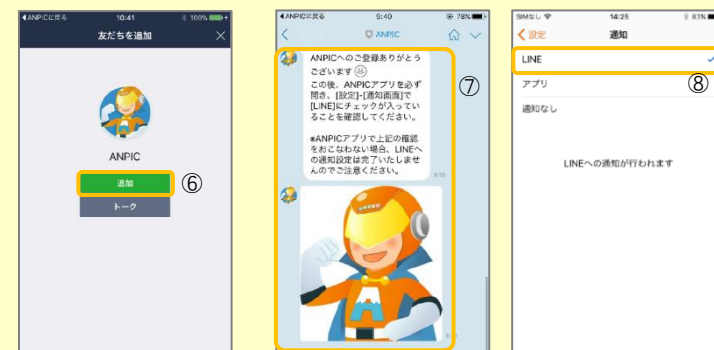 ◀ANPICに戻る 10:41 100%
友だちを追加 ×
ANPIC
追加
⑥
トーク
◀ANPICに戻る 9:40 78%
ANPIC
ANPICへのご登録ありがとう
ございます
この後、ANPICアプリを必ず
開き、[設定]-[通知画面]で
[LINE]にチェックが入ってい
ることを確認してください。
※ANPICアプリで上記の確認
をおこなわない場合、LINEへ
の通知設定は完了いたしませ
んのでご注意ください。
9:39
⑦
SIMなし 14:25 83%
設定 通知
LINE
アプリ
⑧
通知なし
LINEへの通知が行われます